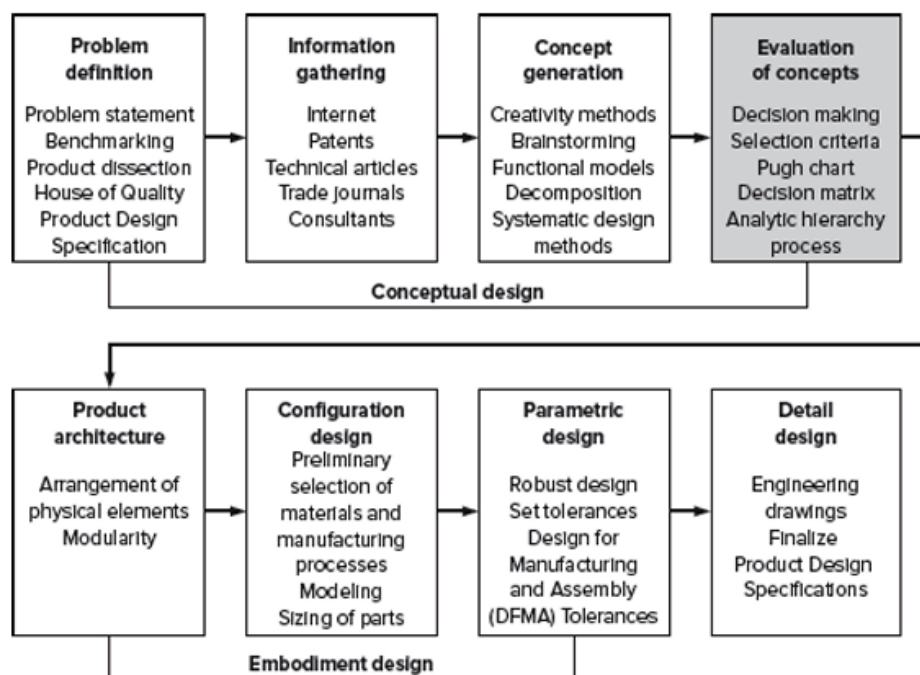 Problem
definition
Problem statement
Benchmarking
Product dissection
House of Quality
Product Design
Specification
Information
gathering
Internet
Patents
Technical articles
Trade journals
Consultants
Concept
generation
Creativity methods
Brainstorming
Functional models
Decomposition
Systematic design
methods
Evaluation
of concepts
Decision making
Selection criteria
Pugh chart
Decision matrix
Analytic hierarchy
process
Conceptual design
Product
architecture
Arrangement of
physical elements
Modularity
Configuration
design
Preliminary
selection of
materials and
manufacturing
processes
Modeling
Sizing of parts
Parametric
design
Robust design
Set tolerances
Design for
Manufacturing
and Assembly
(DFMA) Tolerances
Detail
design
Engineering
drawings
Finalize
Product Design
Specifications
Embodiment design